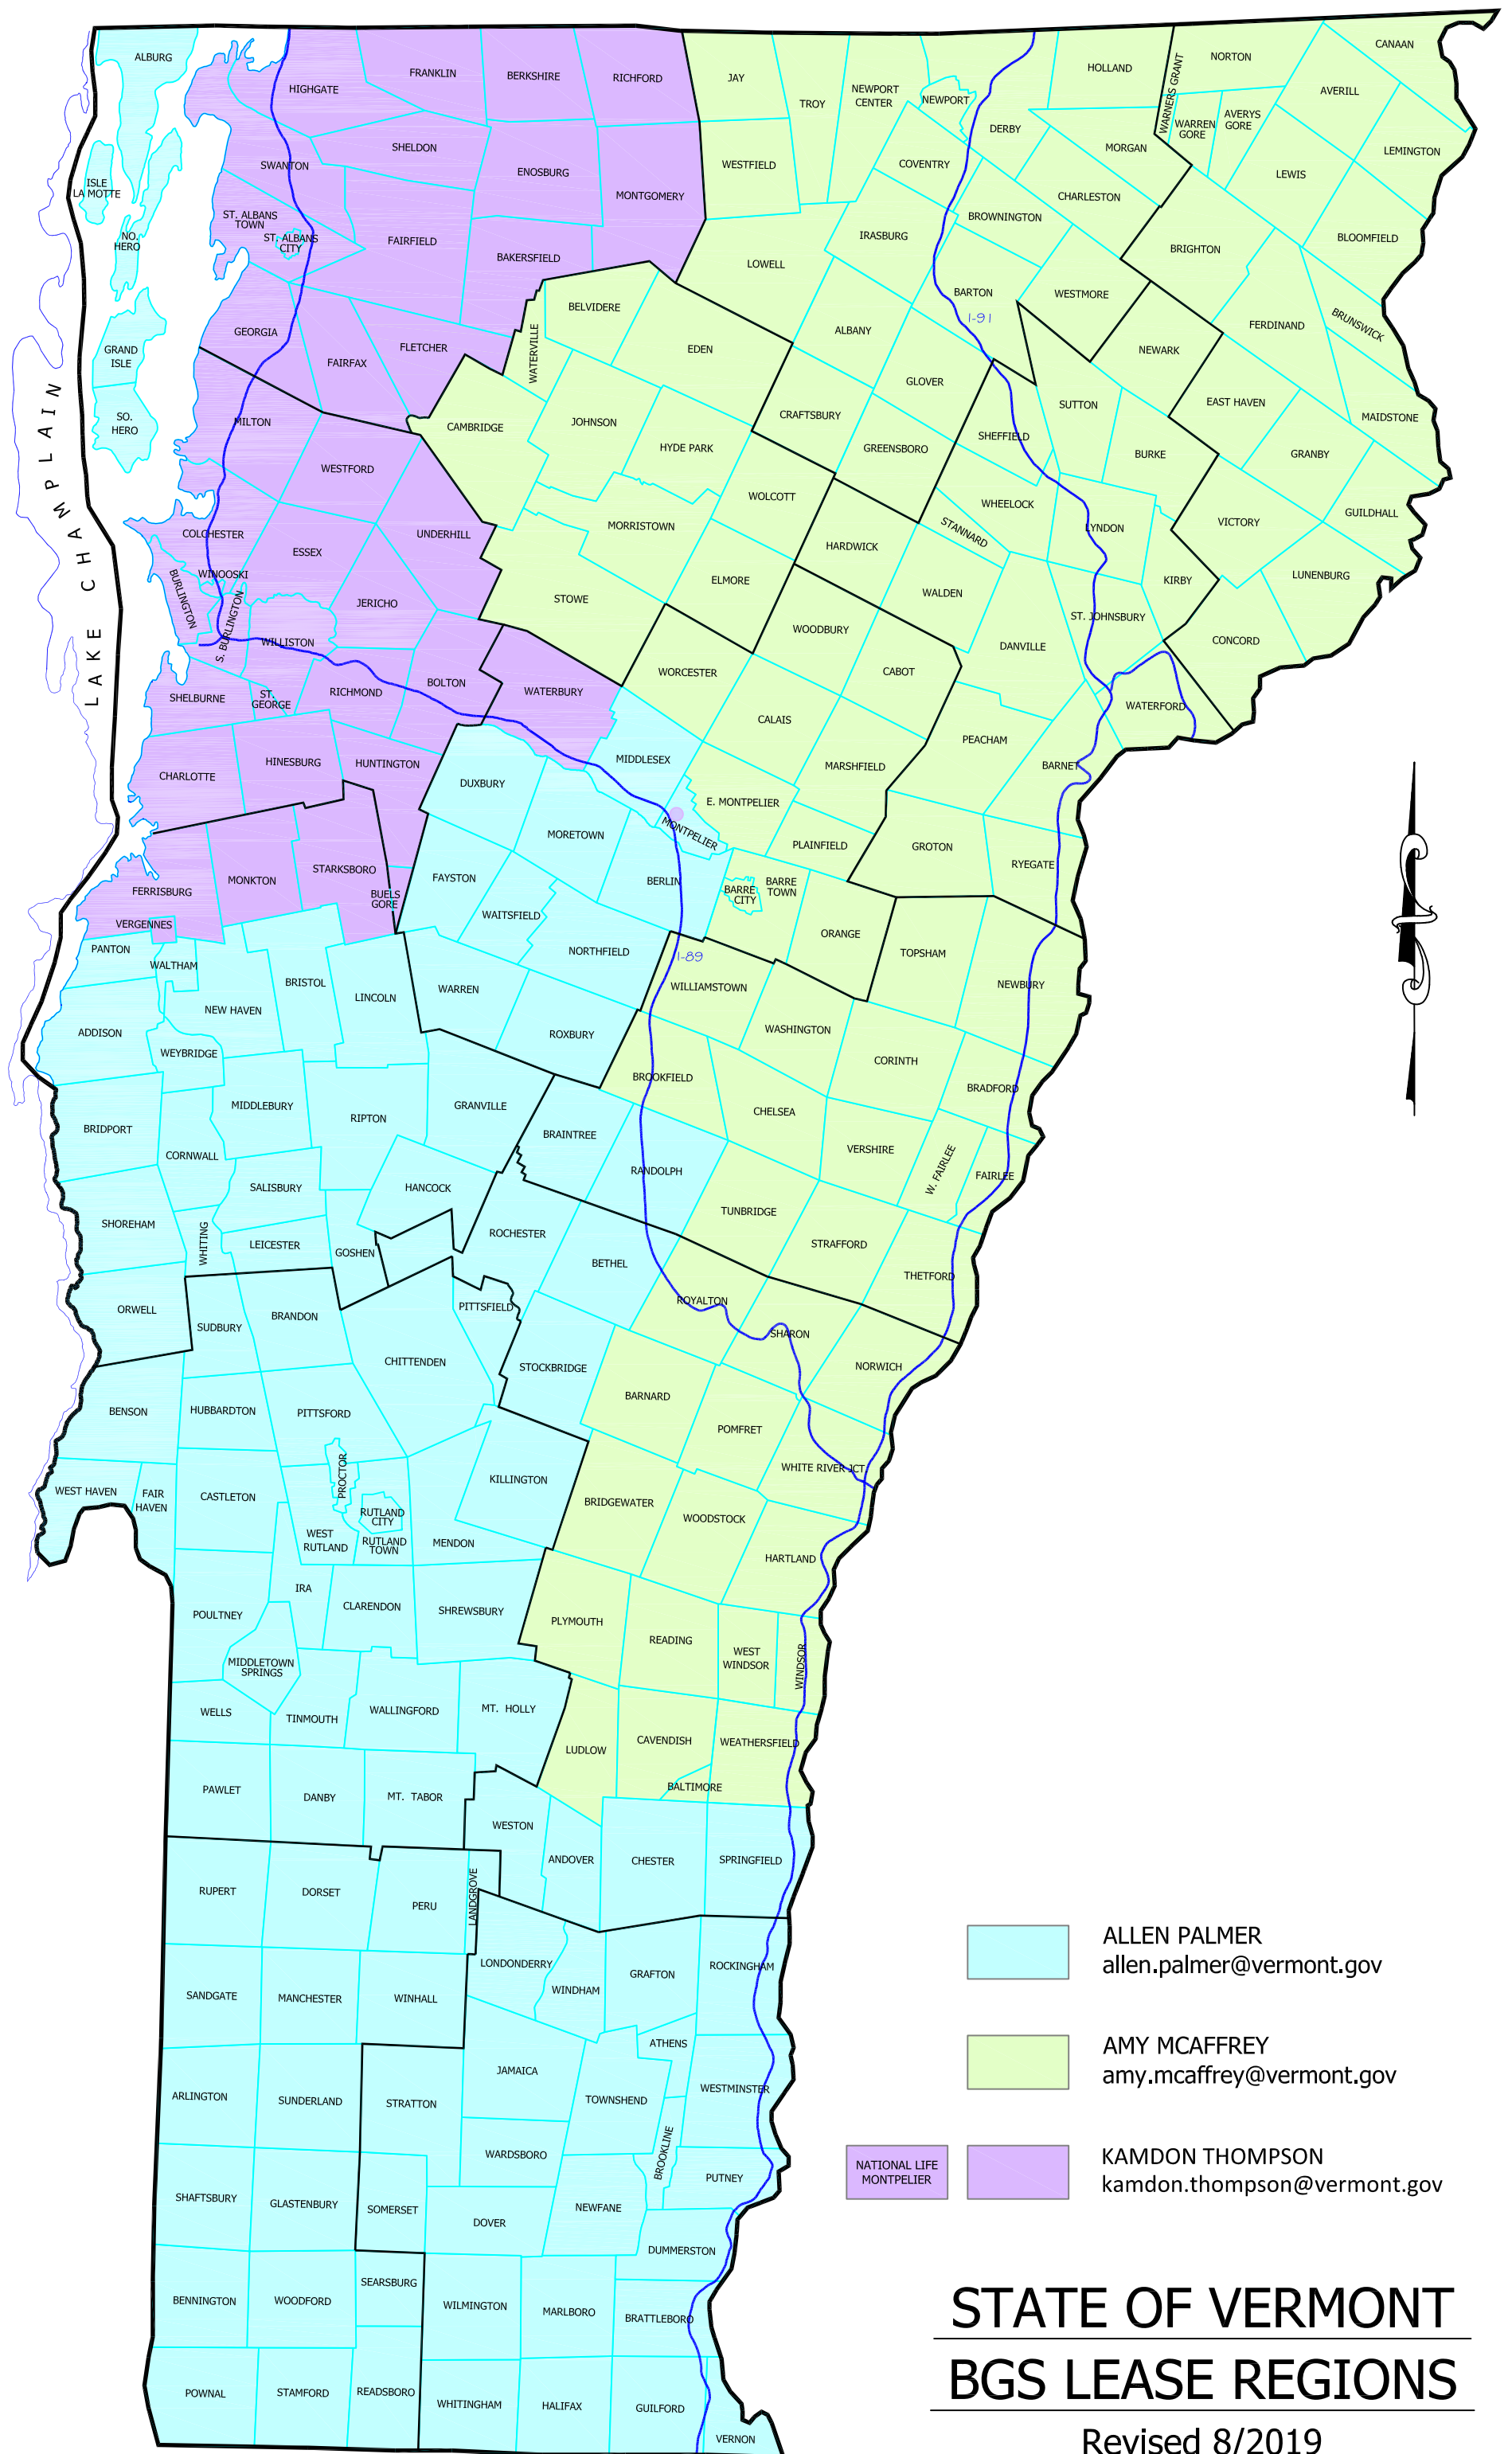 ALBURG
ISLE
LA MOTTE
NO.
HERO
GRAND
ISLE
SO.
HERO
LAKE CHAMPLAIN
HIGHGATE
FRANKLIN
BERKSHIRE
RICHFORD
JAY
TROY
NEWPORT
CENTER
NEWPORT
DERBY
HOLLAND
WARNERS GRANT
NORTON
CANAAN
AVERILL
WARREN
GORE
AVERYS
GORE
LEMINGTON
LEWIS
MORGAN
SWANTON
SHELDON
ENOSBURG
MONTGOMERY
WESTFIELD
COVENTRY
CHARLESTON
BROWNINGTON
ST. ALBANS
TOWN
ST. ALBANS
CITY
FAIRFIELD
BAKERSFIELD
LOWELL
IRASBURG
BRIGHTON
BLOOMFIELD
BARTON
I-91
WESTMORE
FERDINAND
BRUNSWICK
GEORGIA
FAIRFAX
FLETCHER
WATERVILLE
BELVIDERE
EDEN
ALBANY
GLOVER
NEWARK
EAST HAVEN
MAIDSTONE
MILTON
WESTFORD
CAMBRIDGE
JOHNSON
HYDE PARK
CRAFTSBURY
GREENSBORO
SHEFFIELD
SUTTON
BURKE
GRANBY
GUILDHALL
VICTORY
WOLCOTT
WHEELOCK
COLCHESTER
ESSEX
UNDERHILL
MORRISTOWN
HARDWICK
STANNARD
LYNDON
KIRBY
LUNENBURG
WINOOSKI
BURLINGTON
S. BURLINGTON
WILLISTON
JERICHO
STOWE
ELMORE
WOODBURY
WALDEN
DANVILLE
ST. JOHNSBURY
CONCORD
SHELBURNE
ST.
GEORGE
RICHMOND
BOLTON
WATERBURY
WORCESTER
CALAIS
CABOT
PEACHAM
BARNET
WATERFORD
CHARLOTTE
HINESBURG
HUNTINGTON
DUXBURY
MIDDLESEX
MARSHFIELD
E. MONTPELIER
MONTPELIER
PLAINFIELD
GROTON
RYEGATE
FERRISBURG
MONKTON
STARKSBORO
BUELS
GORE
FAYSTON
MORETOWN
BERLIN
BARRE
CITY
BARRE
TOWN
VERGENNES
WAITSFIELD
NORTHFIELD
I-89
ORANGE
TOPSHAM
NEWBURY
PANTON
WALTHAM
BRISTOL
LINCOLN
WARREN
WILLIAMSTOWN
WASHINGTON
ADDISON
NEW HAVEN
WEYBRIDGE
ROXBURY
BROOKFIELD
CORINTH
BRADFORD
BRIDPORT
CORNWALL
MIDDLEBURY
RIPTON
GRANVILLE
BRAINTREE
RANDOLPH
CHELSEA
VERSHIRE
W. FAIRLEE
FAIRLEE
SHOREHAM
WHITING
SALISBURY
HANCOCK
LEICESTER
GOSHEN
ROCHESTER
BETHEL
TUNBRIDGE
STRAFFORD
THETFORD
ORWELL
SUDBURY
BRANDON
CHITTENDEN
PITTSFIELD
STOCKBRIDGE
ROYALTON
SHARON
NORWICH
BENSON
HUBBARDTON
PITTSFORD
BARNARD
POMFRET
WEST HAVEN
FAIR
HAVEN
CASTLETON
PROCTOR
RUTLAND
CITY
WEST
RUTLAND
RUTLAND
TOWN
MENDON
KILLINGTON
BRIDGEWATER
WOODSTOCK
WHITE RIVER JCT.
HARTLAND
POULTNEY
IRA
CLARENDON
SHREWSBURY
PLYMOUTH
READING
WEST
WINDSOR
WINDSOR
MIDDLETOWN
SPRINGS
WELLS
TINMOUTH
WALLINGFORD
MT. HOLLY
LUDLOW
CAVENDISH
WEATHERSFIELD
BALTIMORE
PAWLET
DANBY
MT. TABOR
WESTON
ANDOVER
CHESTER
SPRINGFIELD
RUPERT
DORSET
PERU
LANDGROVE
LONDONDERRY
WINDHAM
GRAFTON
ROCKINGHAM
SANDGATE
MANCHESTER
WINHALL
ATHENS
JAMAICA
ARLINGTON
SUNDERLAND
STRATTON
TOWNSHEND
WESTMINSTER
WARDSBORO
BROOKLINE
PUTNEY
SHAFTSBURY
GLASTENBURY
SOMERSET
DOVER
NEWFANE
DUMMERSTON
BENNINGTON
WOODFORD
SEARSBURG
WILMINGTON
MARLBORO
BRATTLEBORO
POWNAL
STAMFORD
READSBORO
WHITINGHAM
HALIFAX
GUILFORD
VERNON
ALLEN PALMER
allen.palmer@vermont.gov
AMY MCAFFREY
amy.mcaffrey@vermont.gov
NATIONAL LIFE
MONTPELIER
KAMDON THOMPSON
kamdon.thompson@vermont.gov
STATE OF VERMONT
BGS LEASE REGIONS
Revised 8/2019